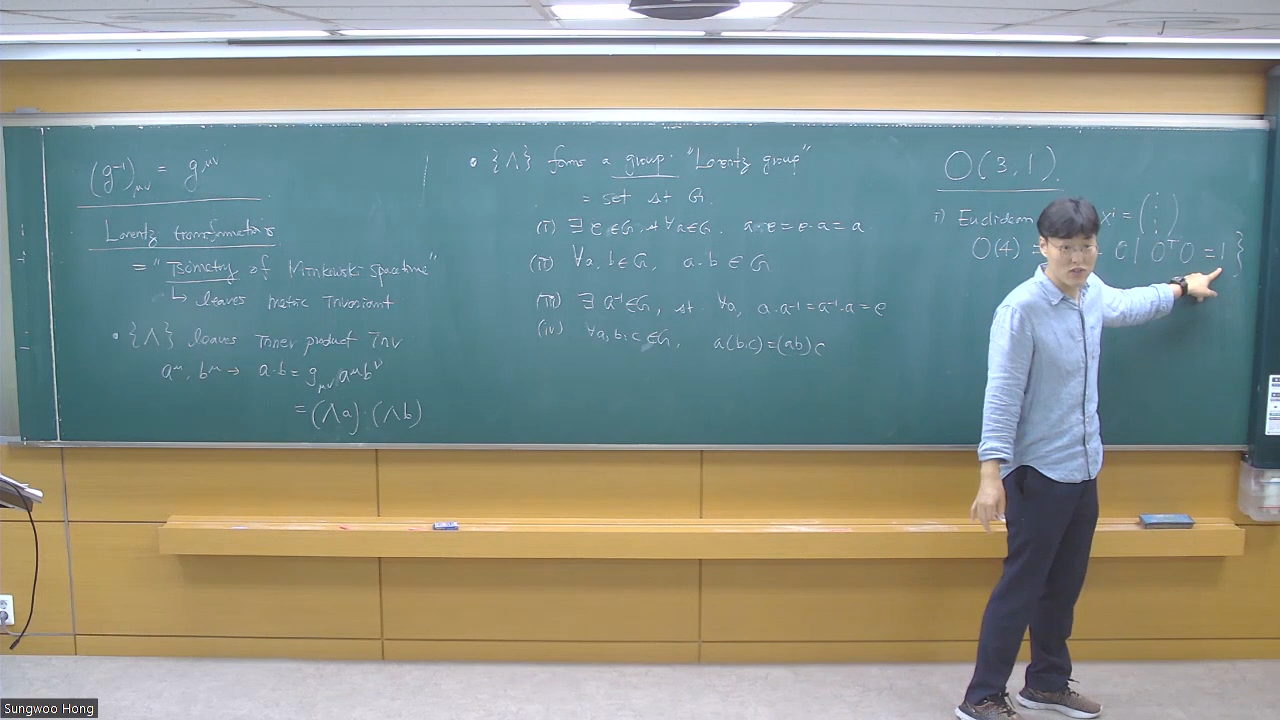 (g⁻¹)_μν = g^μν
Lorentz transformations
= "Isometry of Minkowski spacetime"
↳ leaves metric invariant
• {Λ} leaves inner product inv
a^μ, b^μ → a·b = g_μν a^μ b^ν
= (Λa)·(Λb)
• {Λ} forms a group: "Lorentz group"
= set st G.
(i) ∃ e∈G, st ∀a∈G. a·e = e·a = a
(ii) ∀a, b∈G, a·b ∈ G
(iii) ∃ a⁻¹∈G, st. ∀a, a·a⁻¹ = a⁻¹·a = e
(iv) ∀a, b, c∈G, a(b·c) = (ab)c
O(3,1).
i) Euclidean x^i = (⋮)
O(4) = O | OᵀO = 1 }
Sungwoo Hong